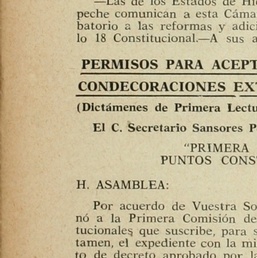 —Las de los Estados de Hi
peche comunican a esta Cáma
batorio a las reformas y adici
lo 18 Constitucional.—A sus a
PERMISOS PARA ACEPT
CONDECORACIONES EXT
(Dictámenes de Primera Lectu
El C. Secretario Sansores P
"PRIMERA
PUNTOS CONS
H. ASAMBLEA:
Por acuerdo de Vuestra So
nó a la Primera Comisión de
tucionales que suscribe, para s
tamen, el expediente con la mi
to de decreto aprobado por la